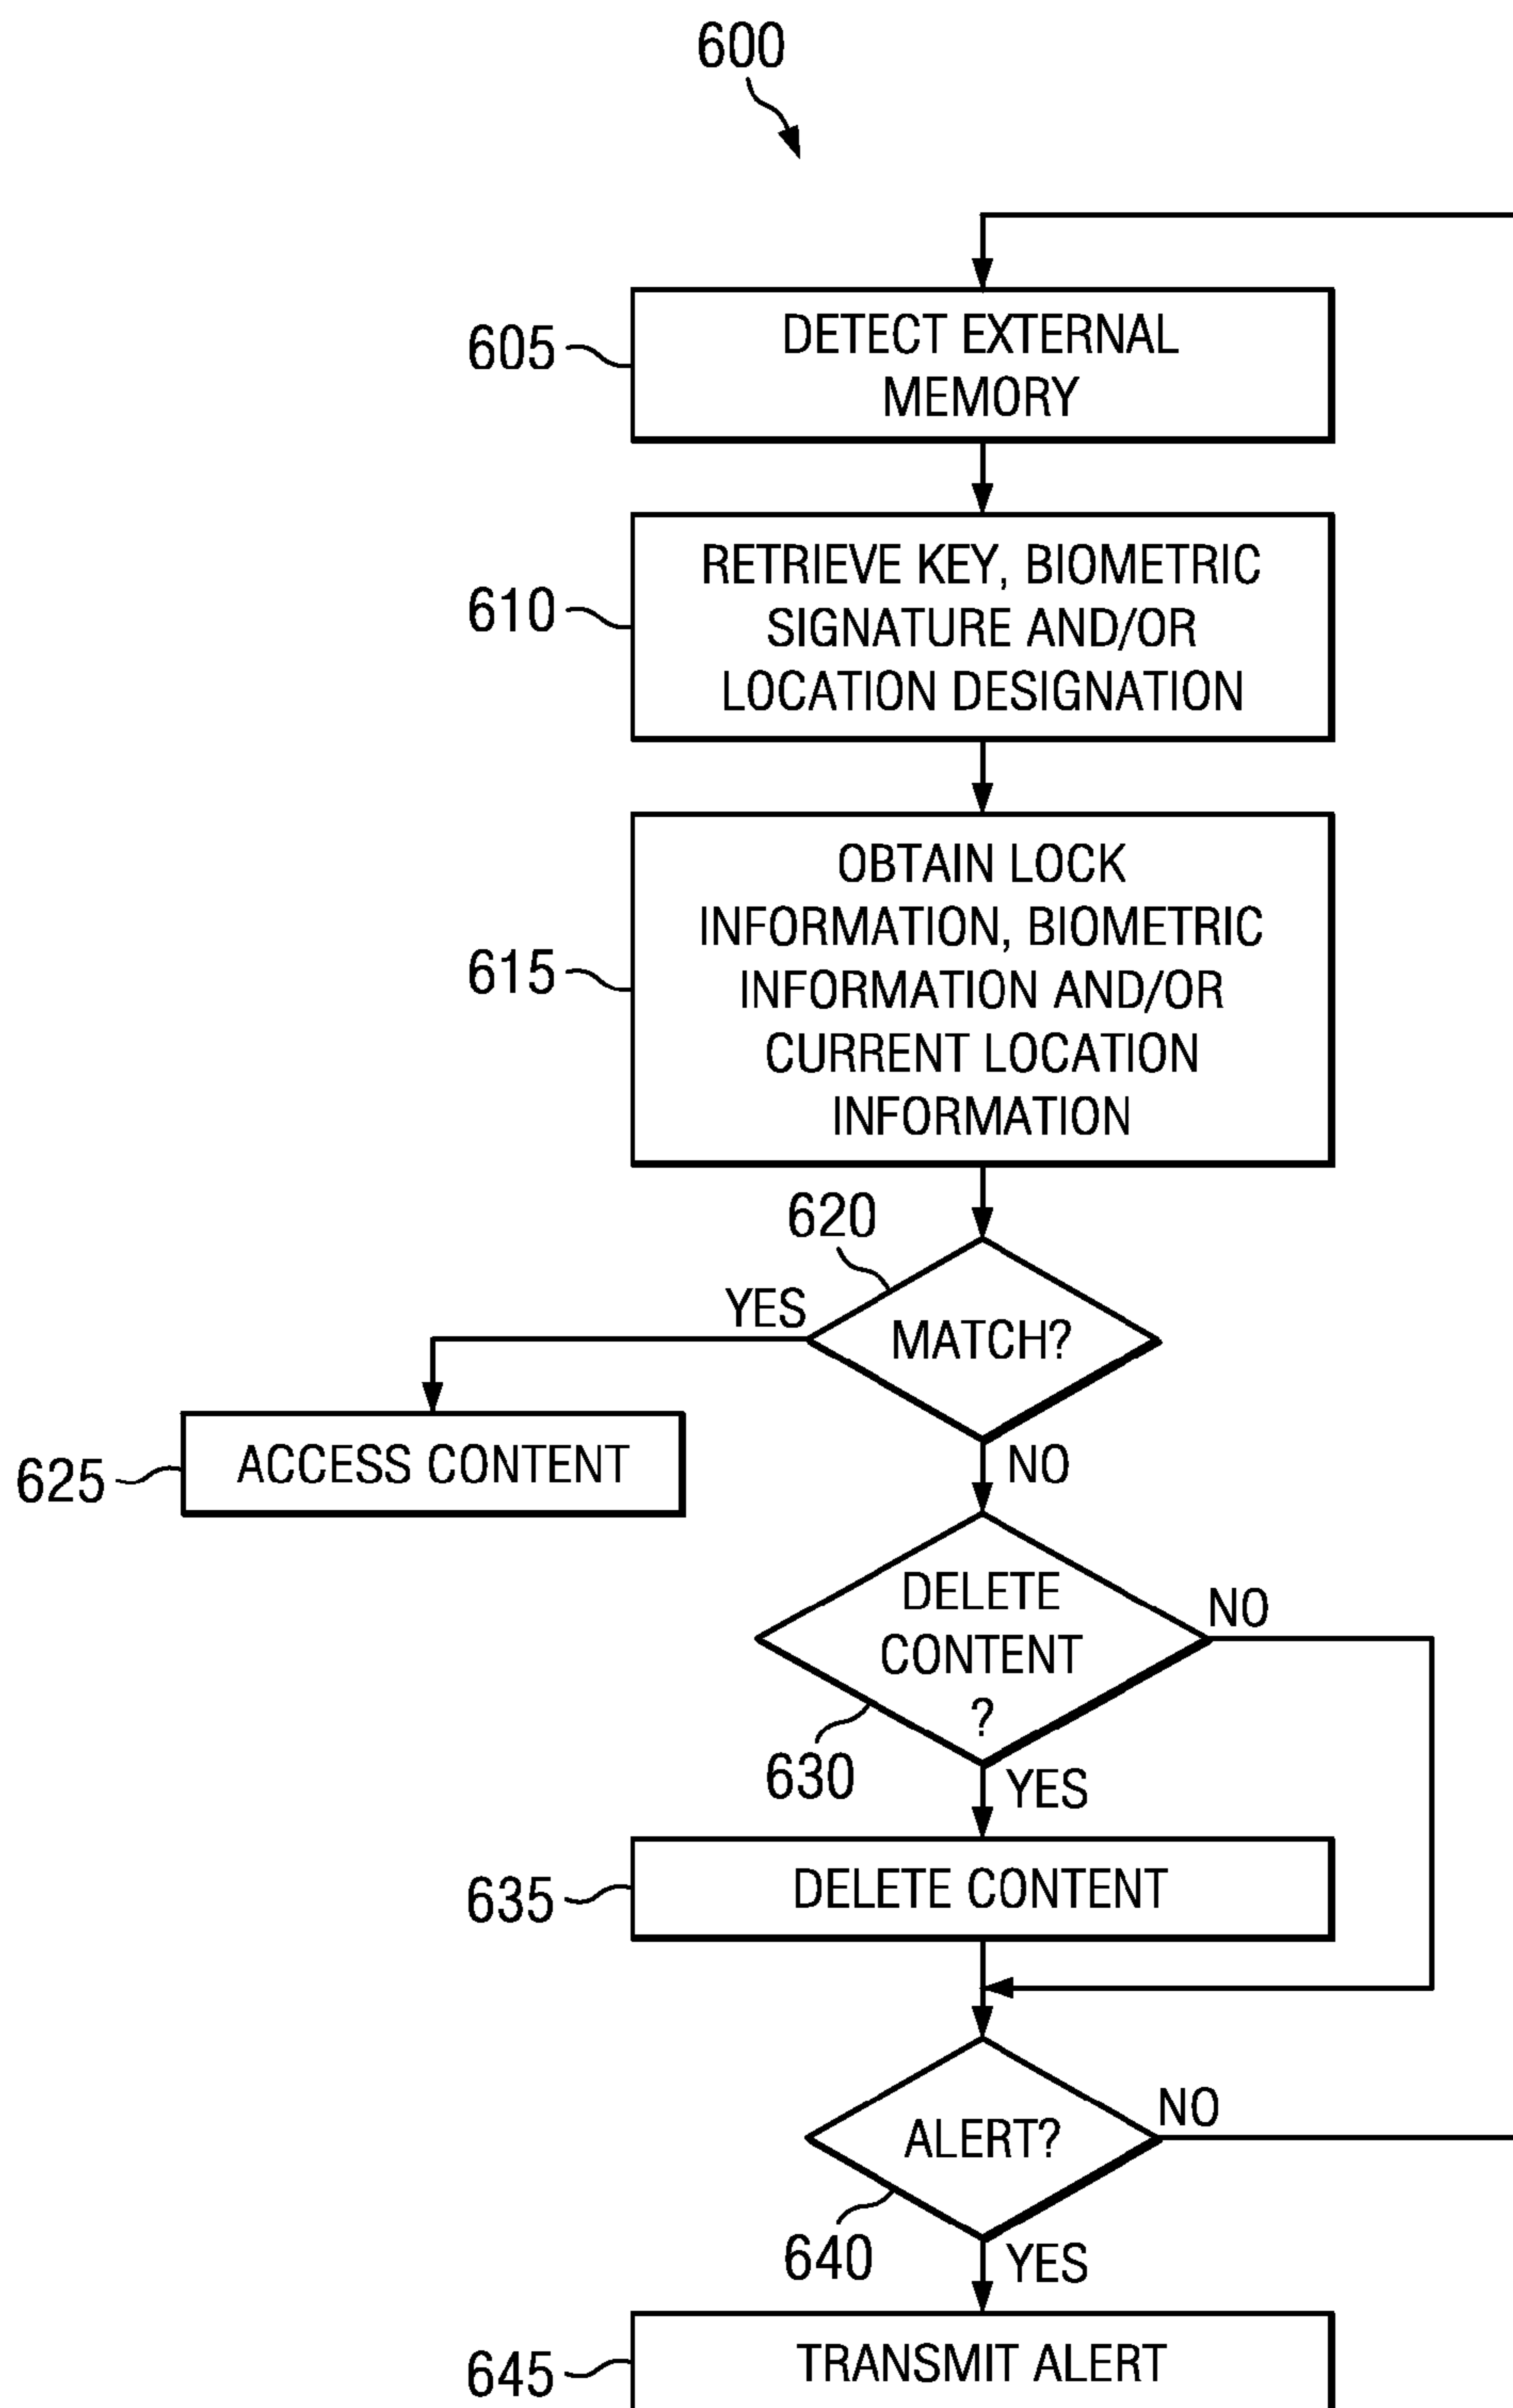 600
605
DETECT EXTERNAL
MEMORY
610
RETRIEVE KEY, BIOMETRIC
SIGNATURE AND/OR
LOCATION DESIGNATION
615
OBTAIN LOCK
INFORMATION, BIOMETRIC
INFORMATION AND/OR
CURRENT LOCATION
INFORMATION
620
YES
MATCH?
625
ACCESS CONTENT
NO
DELETE
CONTENT
?
NO
630
YES
635
DELETE CONTENT
ALERT?
NO
640
YES
645
TRANSMIT ALERT